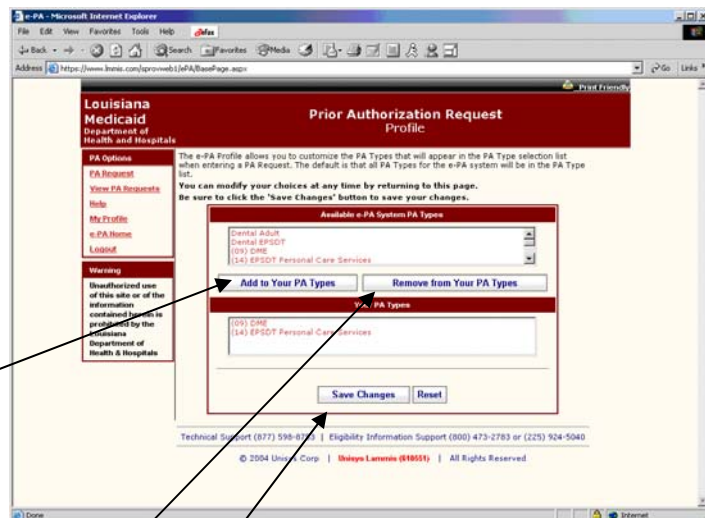 e-PA - Microsoft Internet Explorer
File Edit View Favorites Tools Help
Back Search Favorites Media
Address https://www.lmmis.com/sprovweb1/ePA/BasePage.aspx Go Links
Print Friendly
Louisiana
Medicaid
Department of
Health and Hospitals
Prior Authorization Request
Profile
PA Options
PA Request
View PA Requests
Help
My Profile
e-PA Home
Logout
Warning
Unauthorized use
of this site or of the
information
contained herein is
prohibited by the
Louisiana
Department of
Health & Hospitals
The e-PA Profile allows you to customize the PA Types that will appear in the PA Type selection list
when entering a PA Request. The default is that all PA Types for the e-PA system will be in the PA Type
list.
You can modify your choices at any time by returning to this page.
Be sure to click the 'Save Changes' button to save your changes.
Available e-PA System PA Types
Dental Adult
Dental EPSDT
(09) DME
(14) EPSDT Personal Care Services
Add to Your PA Types Remove from Your PA Types
Your PA Types
(09) DME
(14) EPSDT Personal Care Services
Save Changes Reset
Technical Support (877) | Eligibility Information Support (800) 473-2783 or (225) 924-5040
© 2004 Unisys Corp | Unisys Lammis (610551) | All Rights Reserved
Done Internet